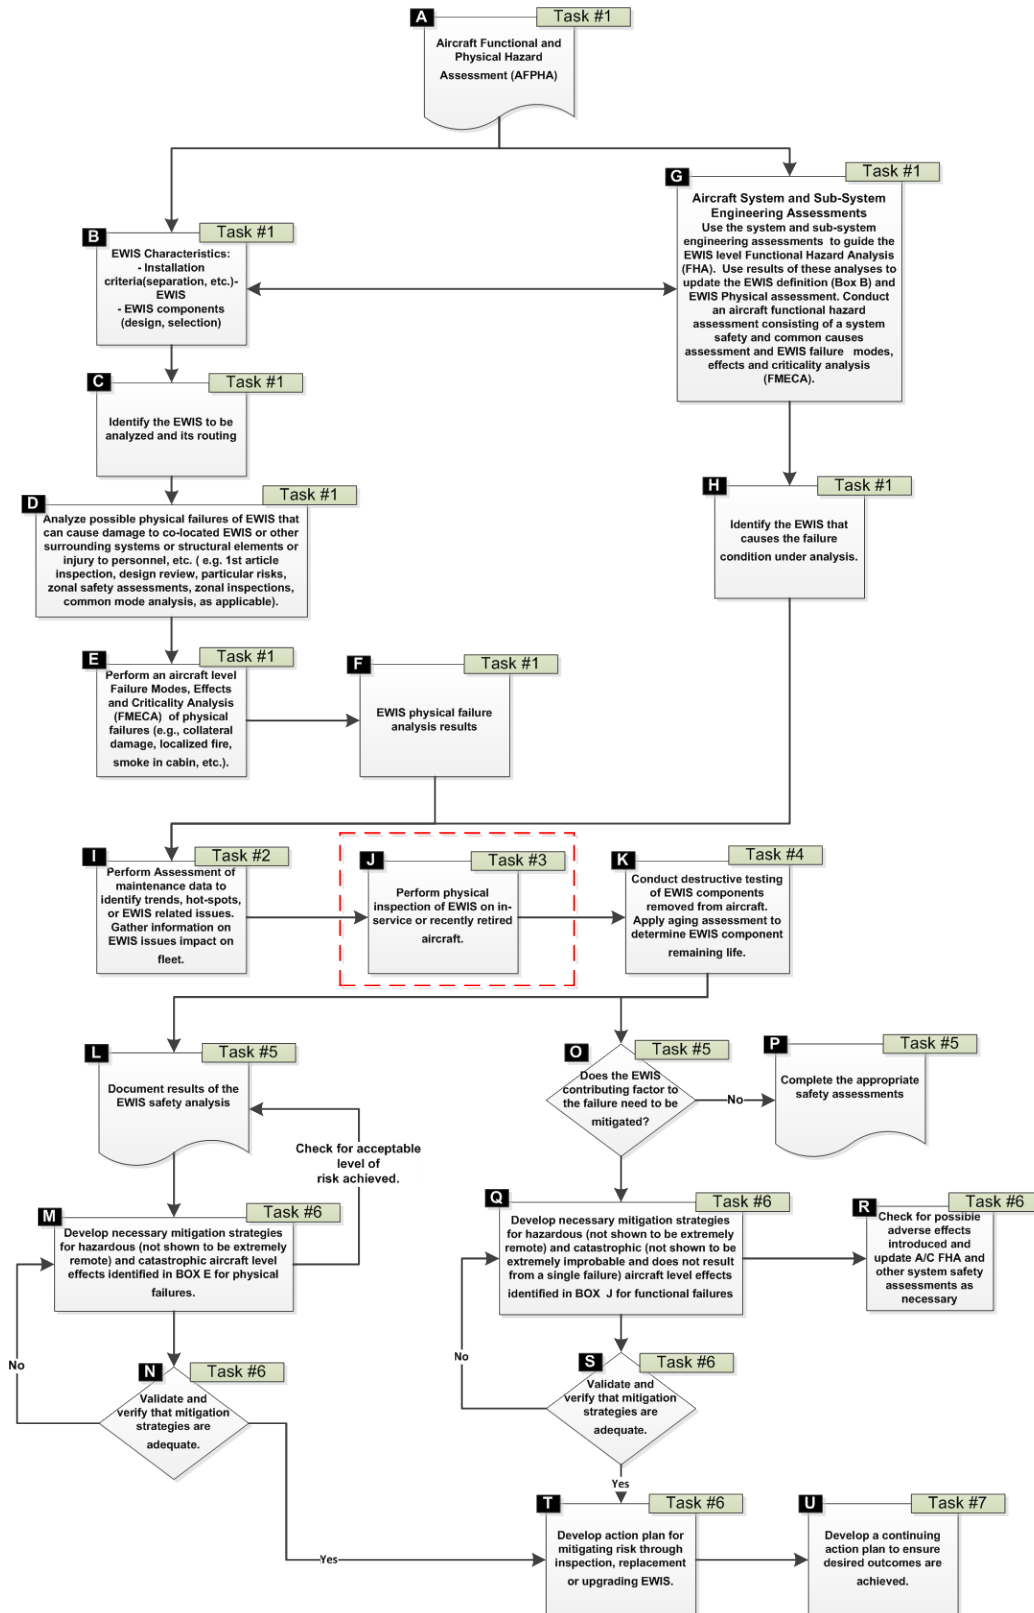 A
Task #1
Aircraft Functional and
Physical Hazard
Assessment (AFPHA)
B
Task #1
EWIS Characteristics:
- Installation
criteria(separation, etc.)-
EWIS
- EWIS components
(design, selection)
G
Task #1
Aircraft System and Sub-System
Engineering Assessments
Use the system and sub-system
engineering assessments to guide the
EWIS level Functional Hazard Analysis
(FHA). Use results of these analyses to
update the EWIS definition (Box B) and
EWIS Physical assessment. Conduct
an aircraft functional hazard
assessment consisting of a system
safety and common causes
assessment and EWIS failure modes,
effects and criticality analysis
(FMECA).
C
Task #1
Identify the EWIS to be
analyzed and its routing
D
Task #1
Analyze possible physical failures of EWIS that
can cause damage to co-located EWIS or other
surrounding systems or structural elements or
injury to personnel, etc. ( e.g. 1st article
inspection, design review, particular risks,
zonal safety assessments, zonal inspections,
common mode analysis, as applicable).
H
Task #1
Identify the EWIS that
causes the failure
condition under analysis.
E
Task #1
Perform an aircraft level
Failure Modes, Effects
and Criticality Analysis
(FMECA) of physical
failures (e.g., collateral
damage, localized fire,
smoke in cabin, etc.).
F
Task #1
EWIS physical failure
analysis results
I
Task #2
Perform Assessment of
maintenance data to
identify trends, hot-spots,
or EWIS related issues.
Gather information on
EWIS issues impact on
fleet.
J
Task #3
Perform physical
inspection of EWIS on in-
service or recently retired
aircraft.
K
Task #4
Conduct destructive testing
of EWIS components
removed from aircraft.
Apply aging assessment to
determine EWIS component
remaining life.
L
Task #5
Document results of the
EWIS safety analysis
O
Task #5
Does the EWIS
contributing factor to
the failure need to be
mitigated?
No
P
Task #5
Complete the appropriate
safety assessments
Check for acceptable
level of
risk achieved.
M
Task #6
Develop necessary mitigation strategies
for hazardous (not shown to be extremely
remote) and catastrophic aircraft level
effects identified in BOX E for physical
failures.
Q
Task #6
Develop necessary mitigation strategies
for hazardous (not shown to be extremely
remote) and catastrophic (not shown to be
extremely improbable and does not result
from a single failure) aircraft level effects
identified in BOX J for functional failures
R
Task #6
Check for possible
adverse effects
introduced and
update A/C FHA and
other system safety
assessments as
necessary
No
N
Task #6
Validate and
verify that mitigation
strategies are
adequate.
No
S
Task #6
Validate and
verify that mitigation
strategies are
adequate.
Yes
Yes
T
Task #6
Develop action plan for
mitigating risk through
inspection, replacement
or upgrading EWIS.
U
Task #7
Develop a continuing
action plan to ensure
desired outcomes are
achieved.